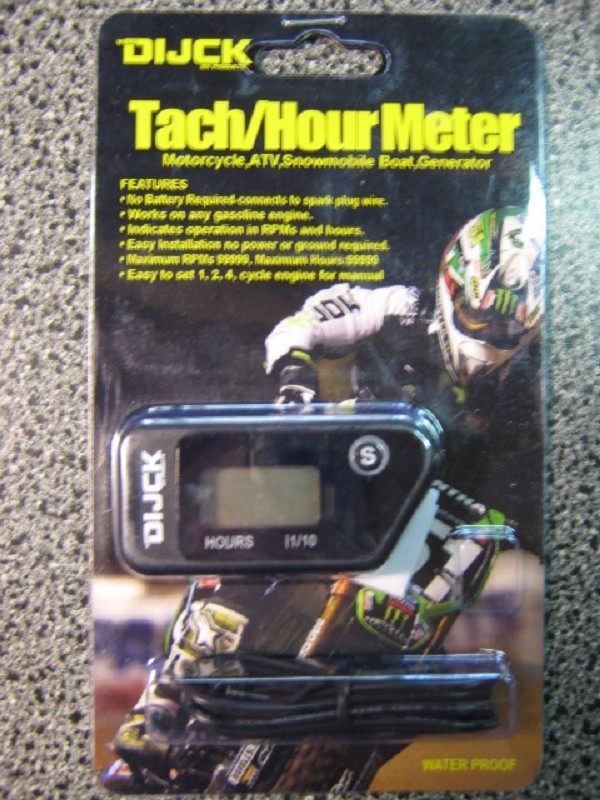 DIJCK
Tach/Hour Meter
Motorcycle,ATV,Snowmobile Boat,Generator
FEATURES
• No Battery Required connects to spark plug wire.
• Works on any gasoline engine.
• Indicates operation in RPMs and hours.
• Easy Installation no power or ground required.
• Maximum RPMs 99999, Maximum Hours:99999
• Easy to set 1, 2, 4, cycle engine for manual
S
DIJCK
HOURS 1/10
WATER PROOF